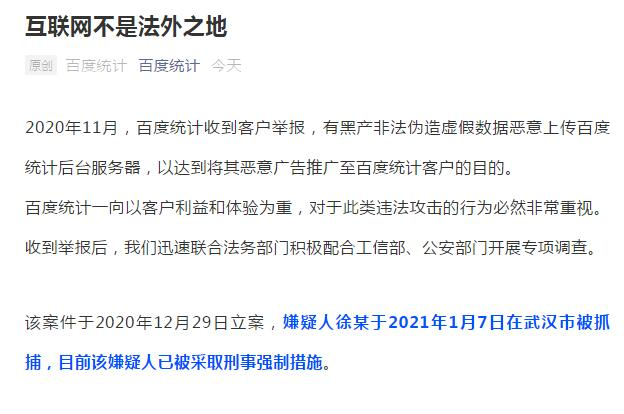 互联网不是法外之地
原创 百度统计 百度统计 今天
2020年11月，百度统计收到客户举报，有黑产非法伪造虚假数据恶意上传百度
统计后台服务器，以达到将其恶意广告推广至百度统计客户的目的。
百度统计一向以客户利益和体验为重，对于此类违法攻击的行为必然非常重视。
收到举报后，我们迅速联合法务部门积极配合工信部、公安部门开展专项调查。
该案件于2020年12月29日立案，嫌疑人徐某于2021年1月7日在武汉市被抓
捕，目前该嫌疑人已被采取刑事强制措施。